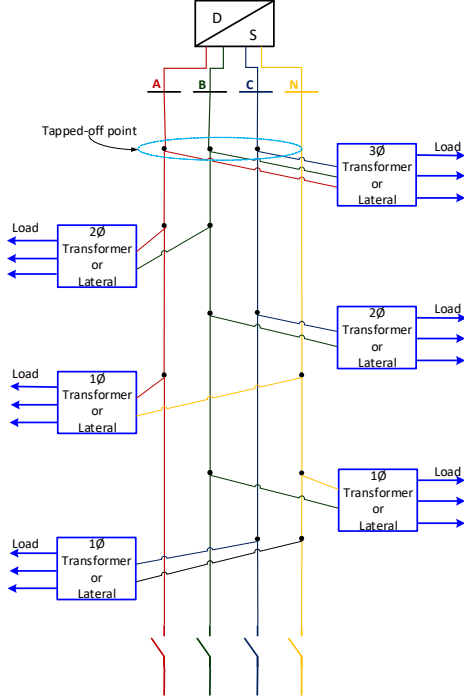 D
S
A B C N
Tapped-off point
3Ø
Transformer
or
Lateral
Load
Load
2Ø
Transformer
or
Lateral
2Ø
Transformer
or
Lateral
Load
Load
1Ø
Transformer
or
Lateral
1Ø
Transformer
or
Lateral
Load
Load
1Ø
Transformer
or
Lateral